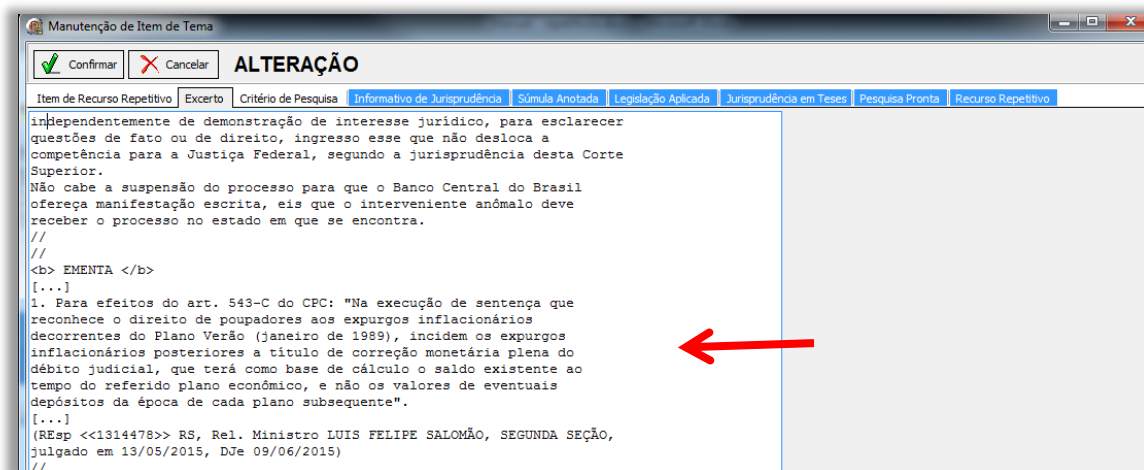 Manutenção de Item de Tema
Confirmar Cancelar ALTERAÇÃO
Item de Recurso Repetitivo Excerto Critério de Pesquisa Informativo de Jurisprudência Súmula Anotada Legislação Aplicada Jurisprudência em Teses Pesquisa Pronta Recurso Repetitivo
independentemente de demonstração de interesse jurídico, para esclarecer
questões de fato ou de direito, ingresso esse que não desloca a
competência para a Justiça Federal, segundo a jurisprudência desta Corte
Superior.
Não cabe a suspensão do processo para que o Banco Central do Brasil
ofereça manifestação escrita, eis que o interveniente anômalo deve
receber o processo no estado em que se encontra.
//
//
<b> EMENTA </b>
[...]
1. Para efeitos do art. 543-C do CPC: "Na execução de sentença que
reconhece o direito de poupadores aos expurgos inflacionários
decorrentes do Plano Verão (janeiro de 1989), incidem os expurgos
inflacionários posteriores a título de correção monetária plena do
débito judicial, que terá como base de cálculo o saldo existente ao
tempo do referido plano econômico, e não os valores de eventuais
depósitos da época de cada plano subsequente".
[...]
(REsp <<1314478>> RS, Rel. Ministro LUIS FELIPE SALOMÃO, SEGUNDA SEÇÃO,
julgado em 13/05/2015, DJe 09/06/2015)
//